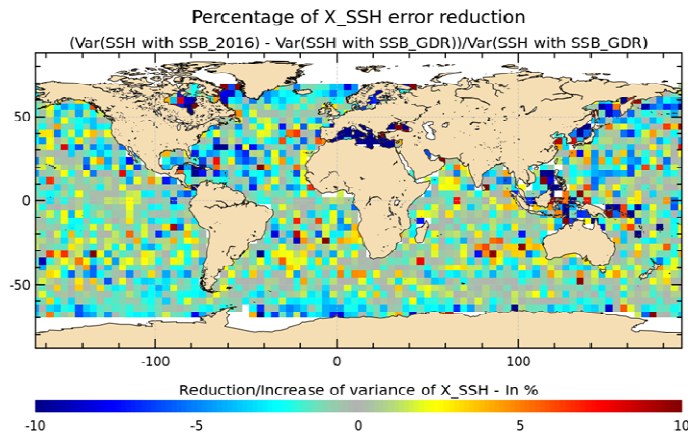 Percentage of X_SSH error reduction
(Var(SSH with SSB_2016) - Var(SSH with SSB_GDR))/Var(SSH with SSB_GDR)
50
0
-50
-100 0 100
Reduction/Increase of variance of X_SSH - In %
-10 -5 0 5 10